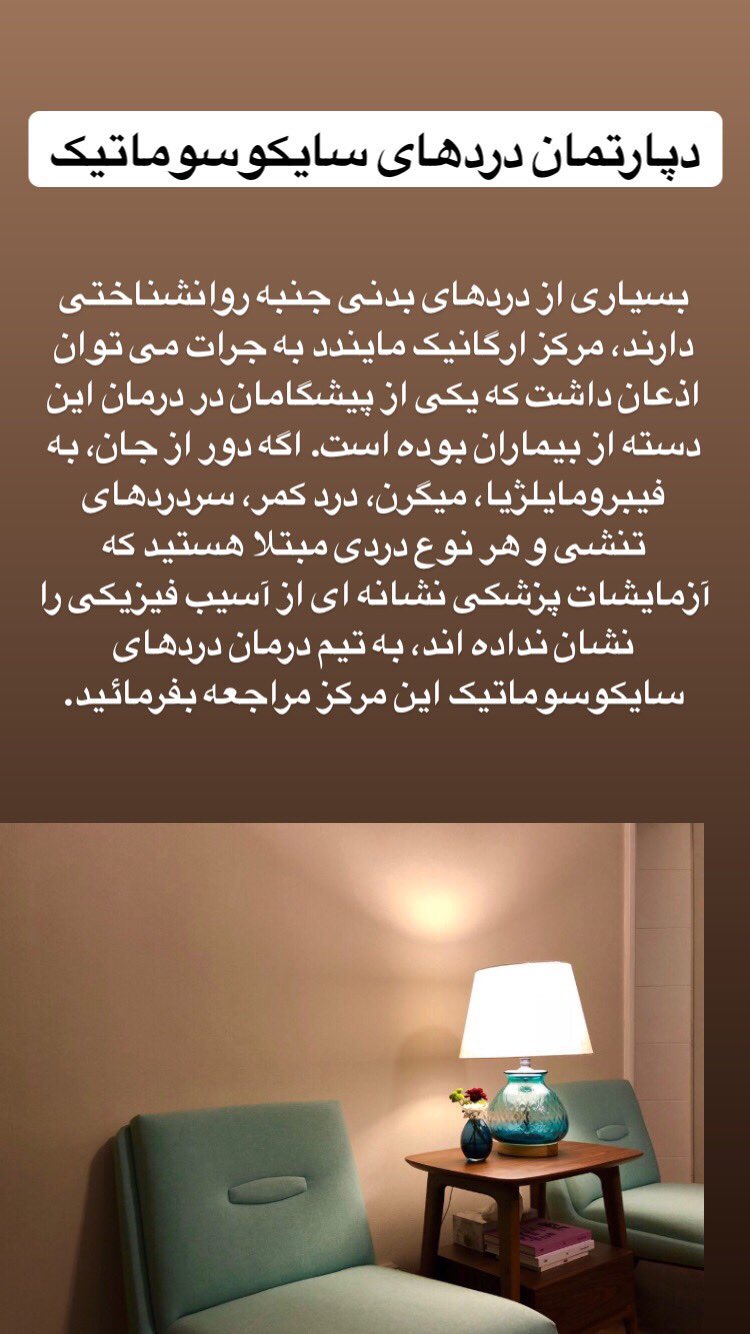 دپارتمان دردهای سایکوسوماتیک
بسیاری از دردهای بدنی جنبه روانشناختی
دارند، مرکز ارگانیک مایندد به جرات می توان
اذعان داشت که یکی از پیشگامان در درمان این
دسته از بیماران بوده است. اگه دور از جان، به
فیبرومایلژیا، میگرن، درد کمر، سردردهای
تنشی و هر نوع دردی مبتلا هستید که
آزمایشات پزشکی نشانه ای از آسیب فیزیکی را
نشان نداده اند، به تیم درمان دردهای
سایکوسوماتیک این مرکز مراجعه بفرمائید.